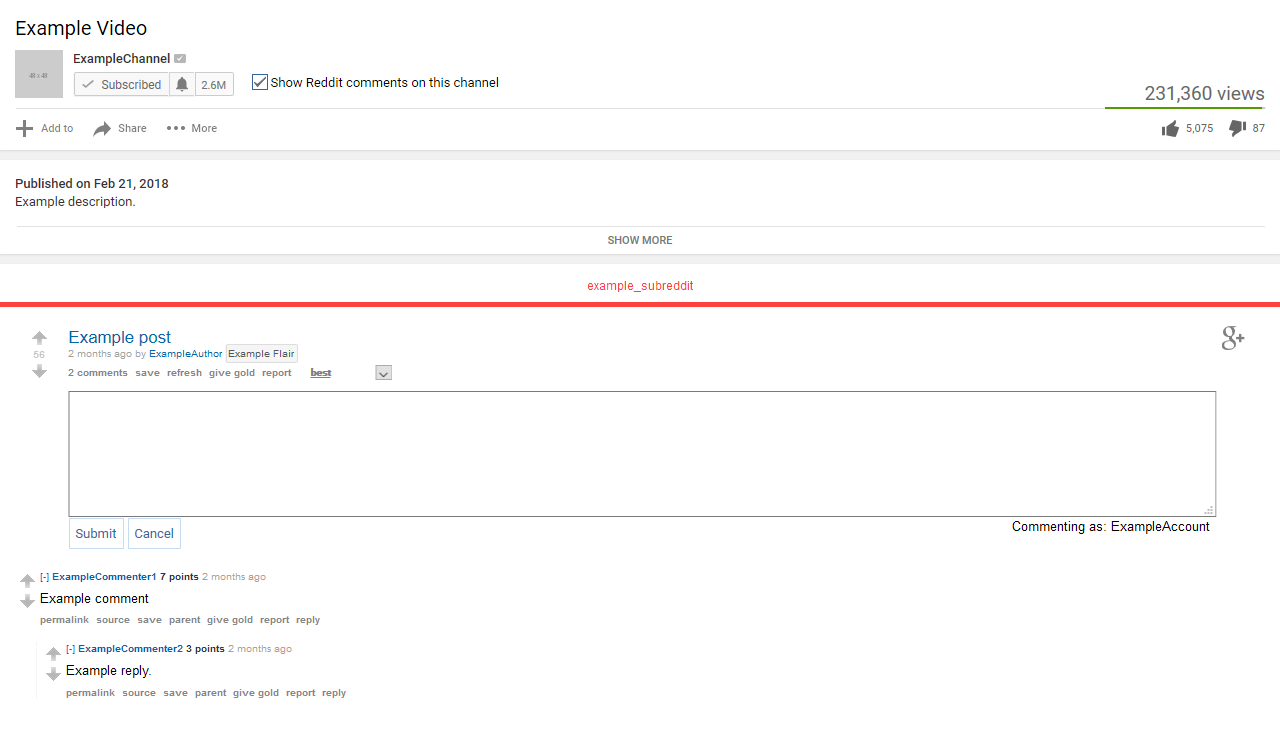 Example Video
48 x 48
ExampleChannel
Subscribed 2.6M
Show Reddit comments on this channel
231,360 views
Add to Share More
5,075 87
Published on Feb 21, 2018
Example description.
SHOW MORE
example_subreddit
Example post
56
2 months ago by ExampleAuthor Example Flair
2 comments save refresh give gold report best
g+
Submit Cancel
Commenting as: ExampleAccount
[-] ExampleCommenter1 7 points 2 months ago
Example comment
permalink source save parent give gold report reply
[-] ExampleCommenter2 3 points 2 months ago
Example reply.
permalink source save parent give gold report reply